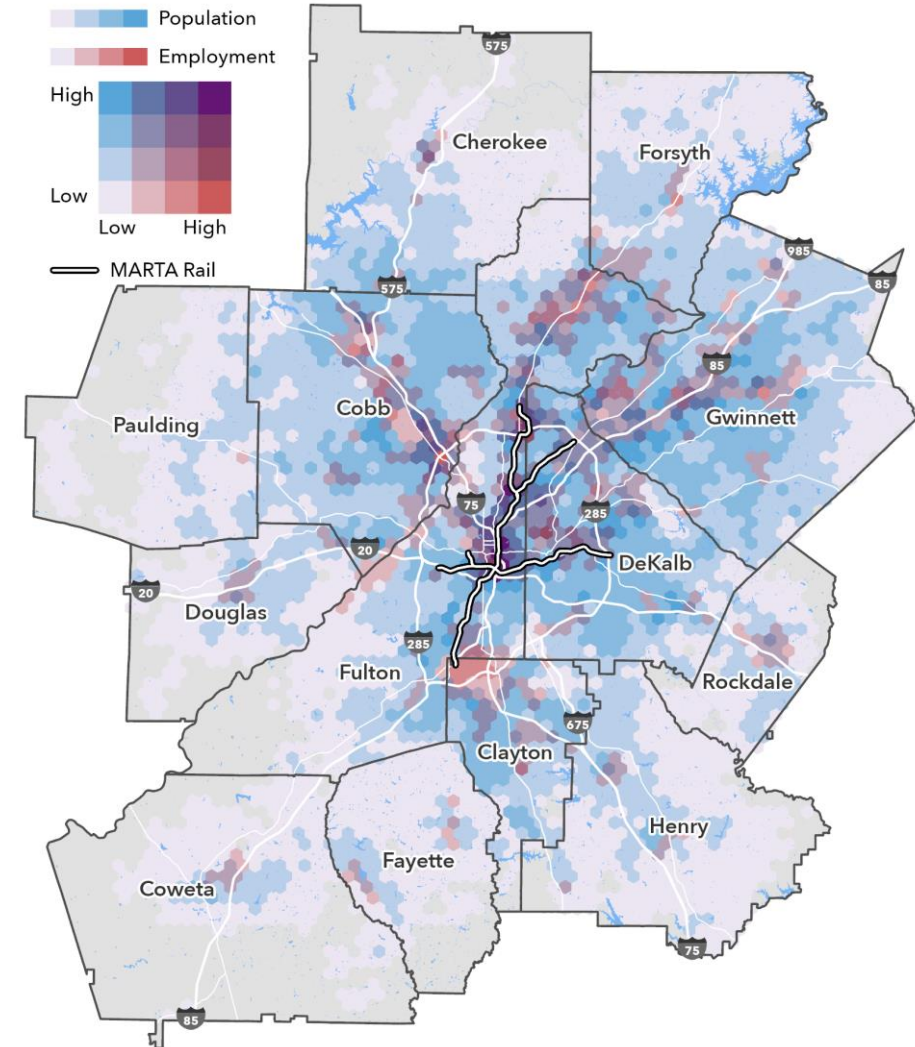 Population
Employment
High
Low
Low High
MARTA Rail
575
Cherokee
Forsyth
985
85
575
85
Paulding
Cobb
Gwinnett
75
285
20
DeKalb
20
Douglas
285
Fulton
Rockdale
675
Clayton
Henry
Fayette
Coweta
75
85